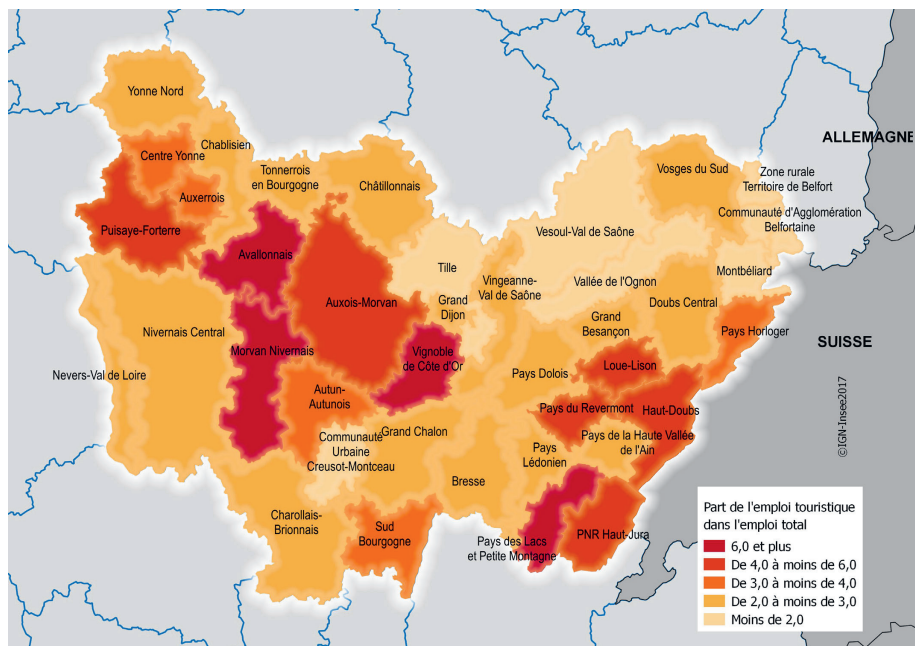 Yonne Nord
Chablisien
Centre Yonne
Tonnerrois
en Bourgogne
Châtillonnais
Auxerrois
Puisaye-Forterre
Avallonnais
Vosges du Sud
ALLEMAGNE
Zone rurale
Territoire de Belfort
Communauté d'Agglomération
Belfortaine
Vesoul-Val de Saône
Tille
Vingeanne-
Val de Saône
Vallée de l'Ognon
Montbéliard
Auxois-Morvan
Grand
Dijon
Doubs Central
Grand
Besançon
Pays Horloger
SUISSE
Nivernais Central
Morvan Nivernais
Vignoble
de Côte d'Or
Nevers-Val de Loire
Pays Dolois
Loue-Lison
Autun-
Autunois
Pays du Revermont
Haut-Doubs
Communauté
Urbaine
Creusot-Montceau
Grand Chalon
Pays de la Haute Vallée
de l'Ain
Pays
Lédonien
Bresse
Charollais-
Brionnais
Sud
Bourgogne
PNR Haut-Jura
Pays des Lacs
et Petite Montagne
©IGN-Insee2017
Part de l'emploi touristique
dans l'emploi total
6,0 et plus
De 4,0 à moins de 6,0
De 3,0 à moins de 4,0
De 2,0 à moins de 3,0
Moins de 2,0